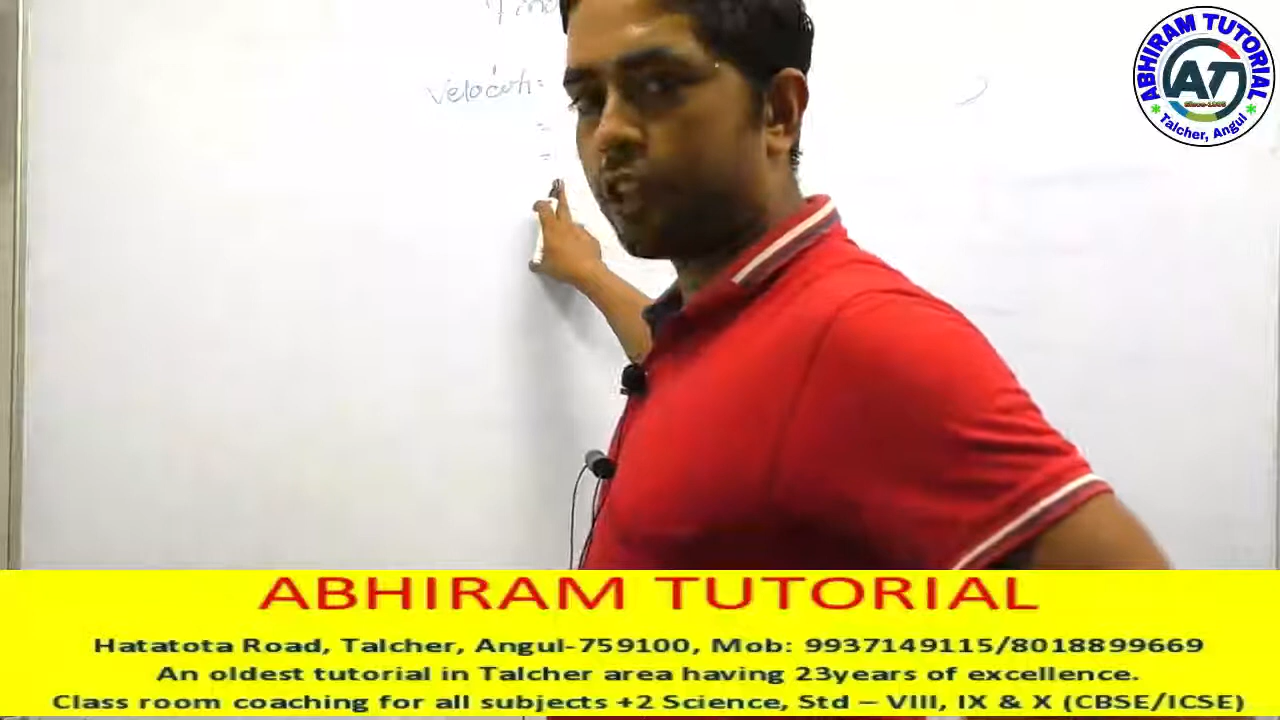 Velocity =
=
=
ABHIRAM TUTORIAL
AT
Since-1995
Talcher, Angul
ABHIRAM TUTORIAL
Hatatota Road, Talcher, Angul-759100, Mob: 9937149115/8018899669
An oldest tutorial in Talcher area having 23years of excellence.
Class room coaching for all subjects +2 Science, Std – VIII, IX & X (CBSE/ICSE)